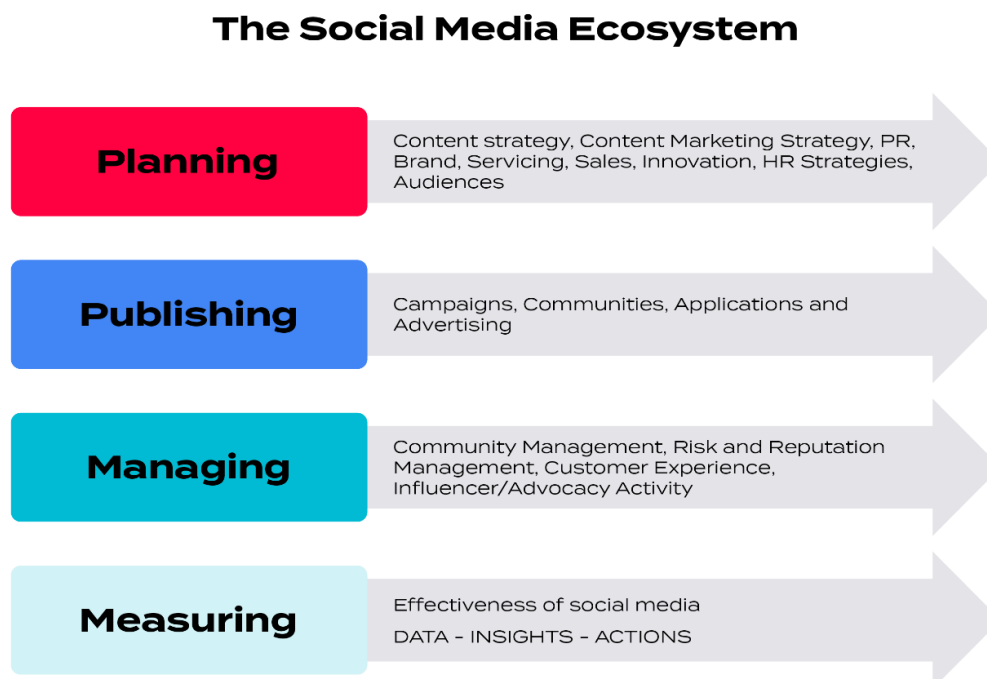 The Social Media Ecosystem
Planning
Content strategy, Content Marketing Strategy, PR,
Brand, Servicing, Sales, Innovation, HR Strategies,
Audiences
Publishing
Campaigns, Communities, Applications and
Advertising
Managing
Community Management, Risk and Reputation
Management, Customer Experience,
Influencer/Advocacy Activity
Measuring
Effectiveness of social media
DATA - INSIGHTS - ACTIONS